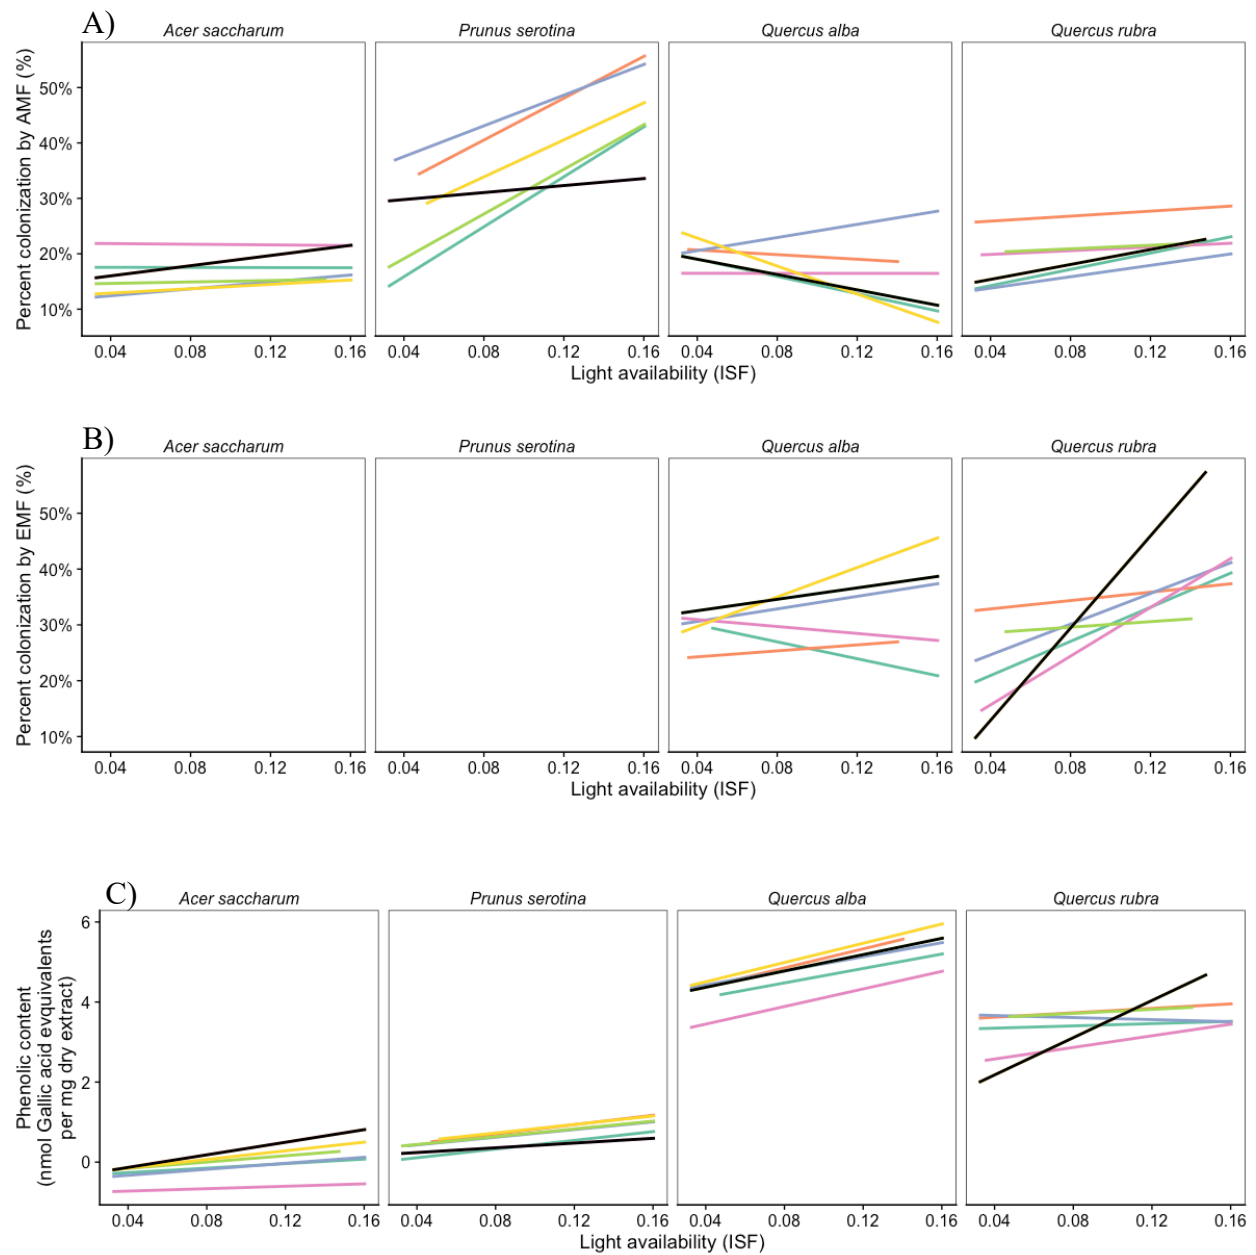 A)
Acer saccharum Prunus serotina Quercus alba Quercus rubra
Percent colonization by AMF (%)
50%
40%
30%
20%
10%
0.04 0.08 0.12 0.16 0.04 0.08 0.12 0.16 0.04 0.08 0.12 0.16 0.04 0.08 0.12 0.16
Light availability (ISF)
B)
Acer saccharum Prunus serotina Quercus alba Quercus rubra
Percent colonization by EMF (%)
50%
40%
30%
20%
10%
0.04 0.08 0.12 0.16 0.04 0.08 0.12 0.16 0.04 0.08 0.12 0.16 0.04 0.08 0.12 0.16
Light availability (ISF)
C)
Acer saccharum Prunus serotina Quercus alba Quercus rubra
Phenolic content
(nmol Gallic acid evquivalents
per mg dry extract)
6
4
2
0
0.04 0.08 0.12 0.16 0.04 0.08 0.12 0.16 0.04 0.08 0.12 0.16 0.04 0.08 0.12 0.16
Light availability (ISF)